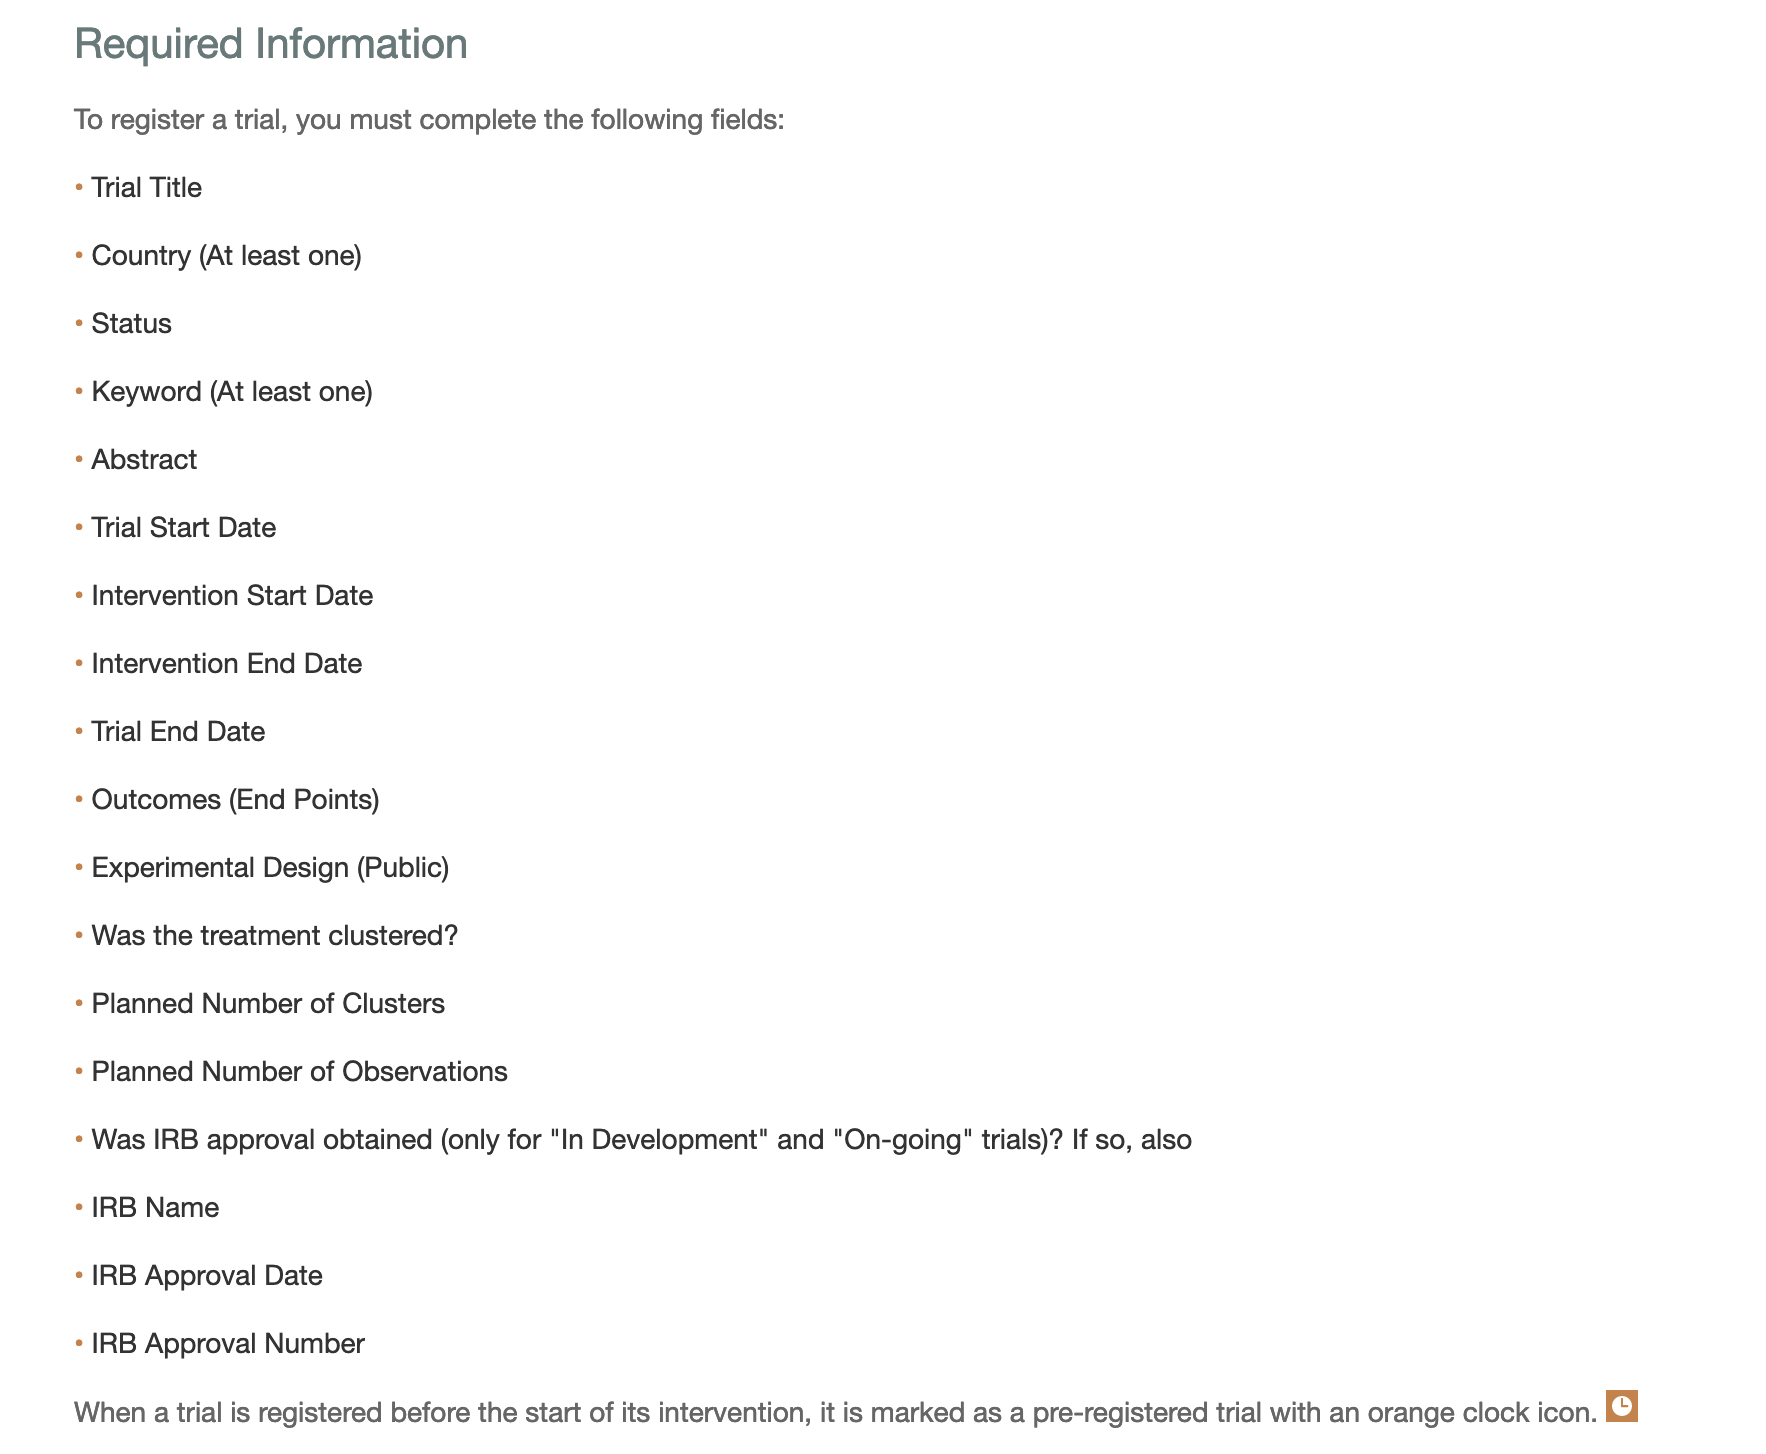 Required Information
To register a trial, you must complete the following fields:
• Trial Title
• Country (At least one)
• Status
• Keyword (At least one)
• Abstract
• Trial Start Date
• Intervention Start Date
• Intervention End Date
• Trial End Date
• Outcomes (End Points)
• Experimental Design (Public)
• Was the treatment clustered?
• Planned Number of Clusters
• Planned Number of Observations
• Was IRB approval obtained (only for "In Development" and "On-going" trials)? If so, also
• IRB Name
• IRB Approval Date
• IRB Approval Number
When a trial is registered before the start of its intervention, it is marked as a pre-registered trial with an orange clock icon.